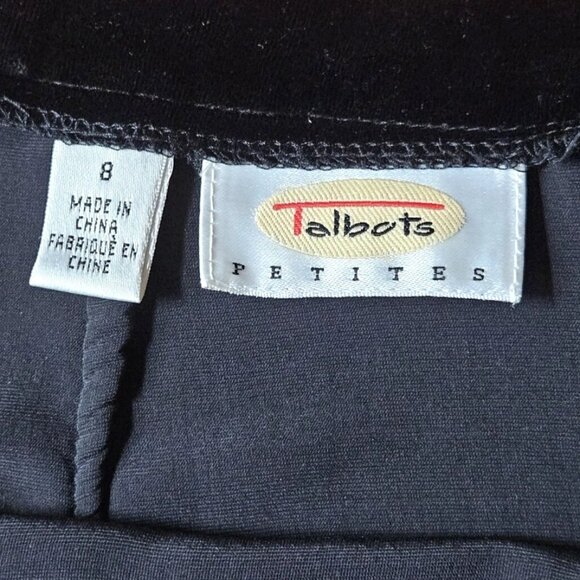 8
MADE IN
CHINA
FABRIQUÉ EN
CHINE
Talbots
PETITES